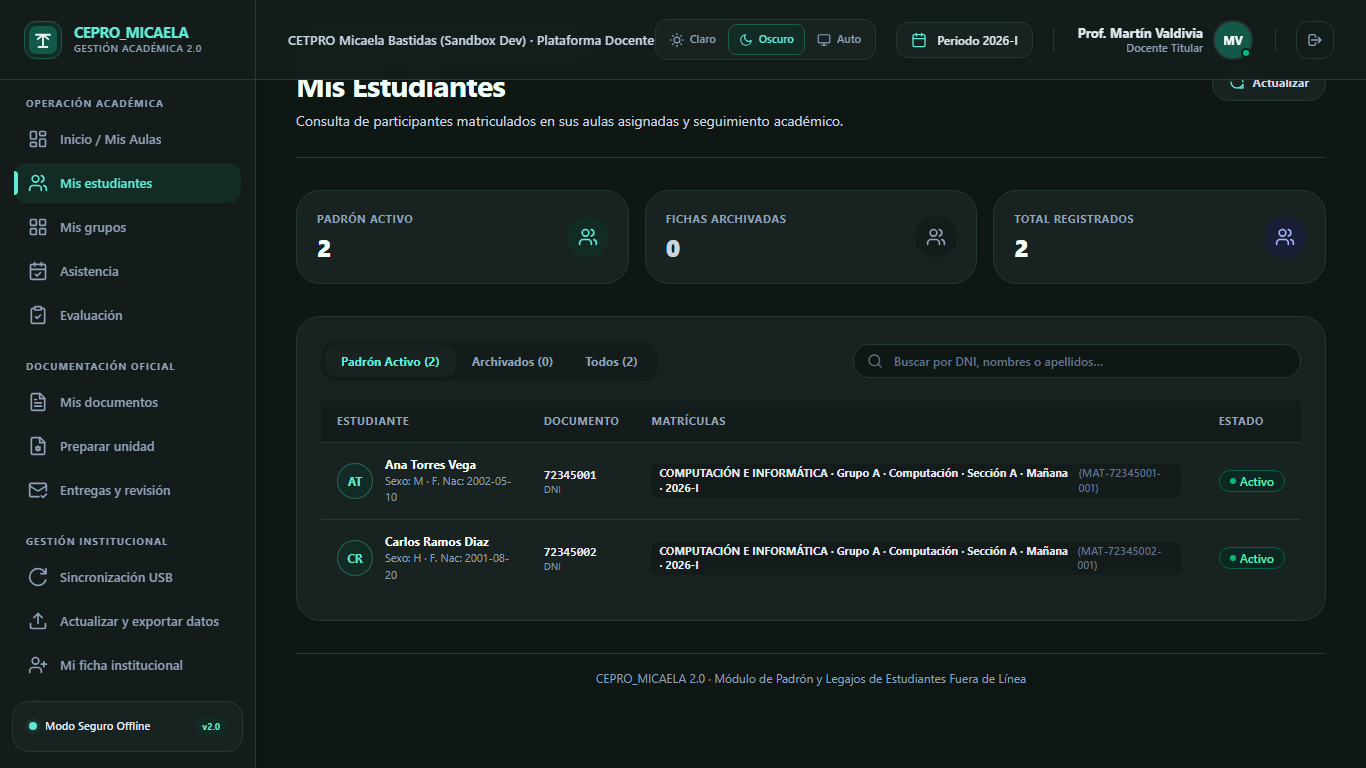 CEPRO_MICAELA
GESTIÓN ACADÉMICA 2.0
CETPRO Micaela Bastidas (Sandbox Dev) · Plataforma Docente
Claro
Oscuro
Auto
Periodo 2026-I
Prof. Martín Valdivia
Docente Titular
MV
OPERACIÓN ACADÉMICA
Inicio / Mis Aulas
Mis estudiantes
Mis grupos
Asistencia
Evaluación
DOCUMENTACIÓN OFICIAL
Mis documentos
Preparar unidad
Entregas y revisión
GESTIÓN INSTITUCIONAL
Sincronización USB
Actualizar y exportar datos
Mi ficha institucional
Modo Seguro Offline
v2.0
Mis Estudiantes
Actualizar
Consulta de participantes matriculados en sus aulas asignadas y seguimiento académico.
PADRÓN ACTIVO
2
FICHAS ARCHIVADAS
0
TOTAL REGISTRADOS
2
Padrón Activo (2)
Archivados (0)
Todos (2)
Buscar por DNI, nombres o apellidos...
ESTUDIANTE
DOCUMENTO
MATRÍCULAS
ESTADO
AT
Ana Torres Vega
Sexo: M · F. Nac: 2002-05-
10
72345001
DNI
COMPUTACIÓN E INFORMÁTICA · Grupo A · Computación · Sección A · Mañana
· 2026-I
(MAT-72345001-
001)
Activo
CR
Carlos Ramos Diaz
Sexo: H · F. Nac: 2001-08-
20
72345002
DNI
COMPUTACIÓN E INFORMÁTICA · Grupo A · Computación · Sección A · Mañana
· 2026-I
(MAT-72345002-
001)
Activo
CEPRO_MICAELA 2.0 · Módulo de Padrón y Legajos de Estudiantes Fuera de Línea